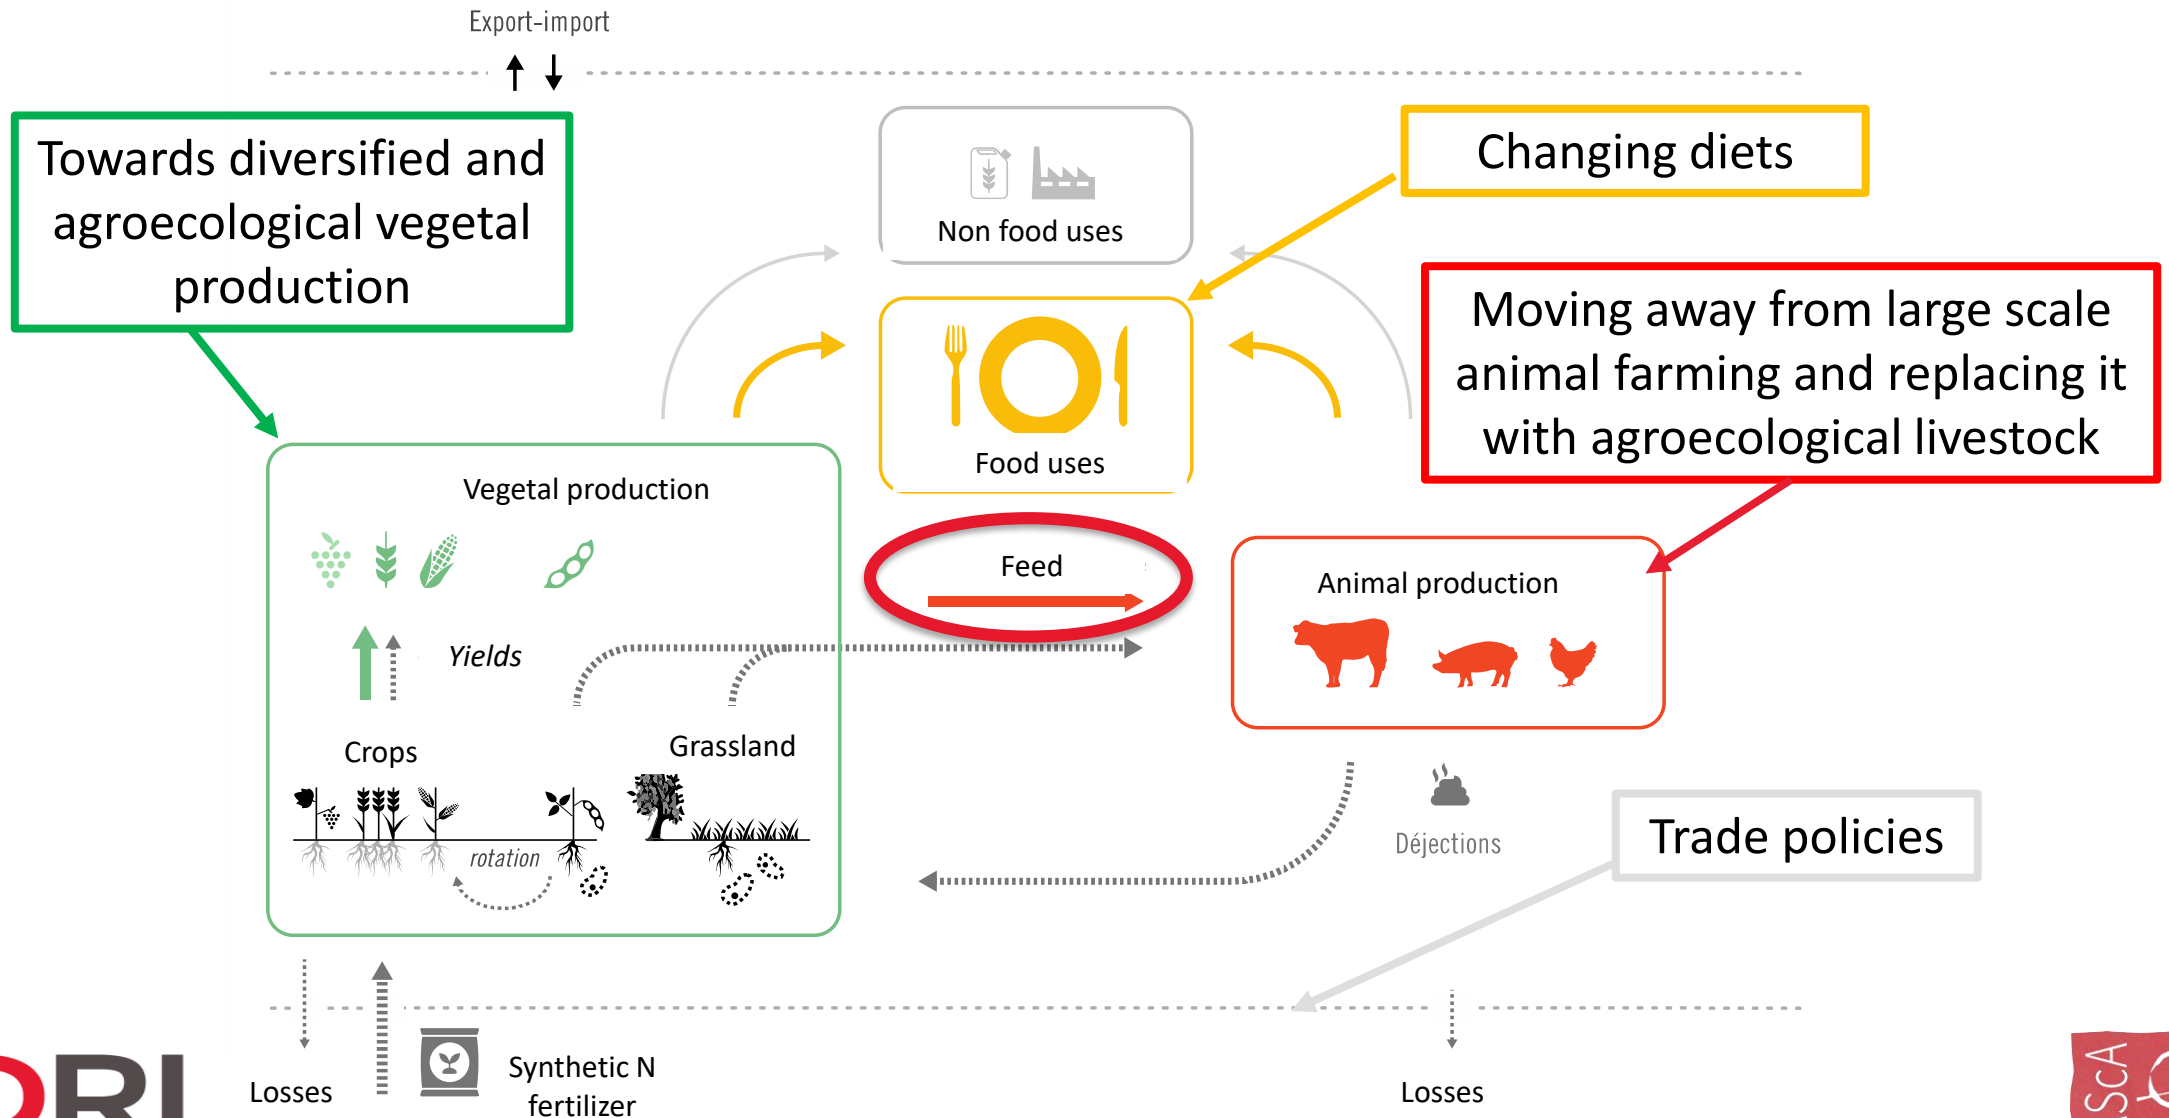 Export-import
Towards diversified and
agroecological vegetal
production
Non food uses
Changing diets
Food uses
Moving away from large scale
animal farming and replacing it
with agroecological livestock
Vegetal production
Feed
Animal production
Yields
Crops
Grassland
rotation
Déjections
Trade policies
Losses
Synthetic N
fertilizer
Losses
DRI
SCA